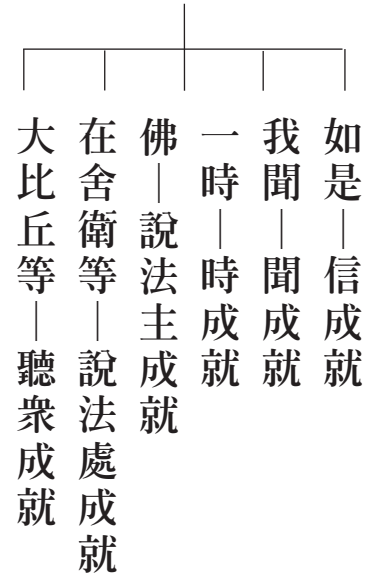 如是—信成就
我聞—聞成就
一時—時成就
佛—說法主成就
在舍衛等—說法處成就
大比丘等—聽衆成就